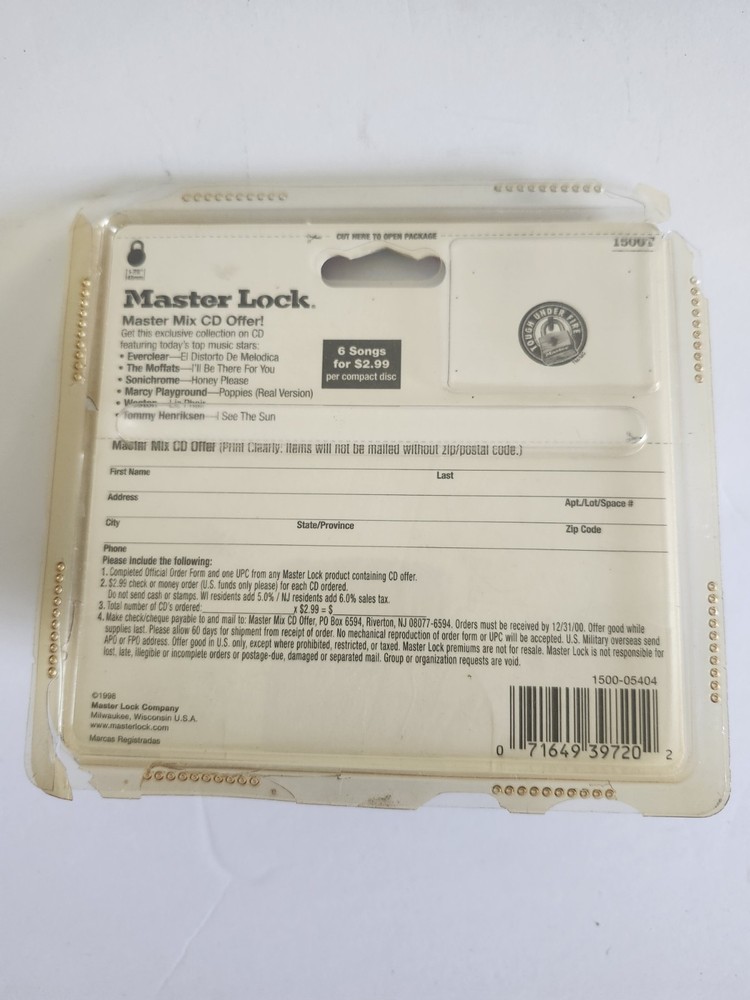 CUT HERE TO OPEN PACKAGE
Master Lock®
Master Mix CD Offer!
Get this exclusive collection on CD
featuring today's top music stars:
• Everclear—El Distorto De Melodica
• The Moffats—I'll Be There For You
• Sonichrome—Honey Please
• Marcy Playground—Poppies (Real Version)
• Weston—Liz Phair
• Tommy Henriksen—I See The Sun
6 Songs
for $2.99
per compact disc
TOUGH UNDER FIRE
Master Mix CD Offer (Print Clearly. Items will not be mailed without zip/postal code.)
First Name Last
Address Apt./Lot/Space #
City State/Province Zip Code
Phone
Please include the following:
1. Completed Official Order Form and one UPC from any Master Lock product containing CD offer.
2. $2.99 check or money order (U.S. funds only please) for each CD ordered.
Do not send cash or stamps. WI residents add 5.0% / NJ residents add 6.0% sales tax.
3. Total number of CD's ordered: x $2.99 = $
4. Make check/cheque payable to and mail to: Master Mix CD Offer, PO Box 6594, Riverton, NJ 08077-6594. Orders must be received by 12/31/00. Offer good while
supplies last. Please allow 60 days for shipment from receipt of order. No mechanical reproduction of order form or UPC will be accepted. U.S. Military overseas send
APO or FPO address. Offer good in U.S. only, except where prohibited, restricted, or taxed. Master Lock premiums are not for resale. Master Lock is not responsible for
lost, late, illegible or incomplete orders or postage-due, damaged or separated mail. Group or organization requests are void.
1500-05404
©1998
Master Lock Company
Milwaukee, Wisconsin U.S.A.
www.masterlock.com
Marcas Registradas
0 71649 39720 2